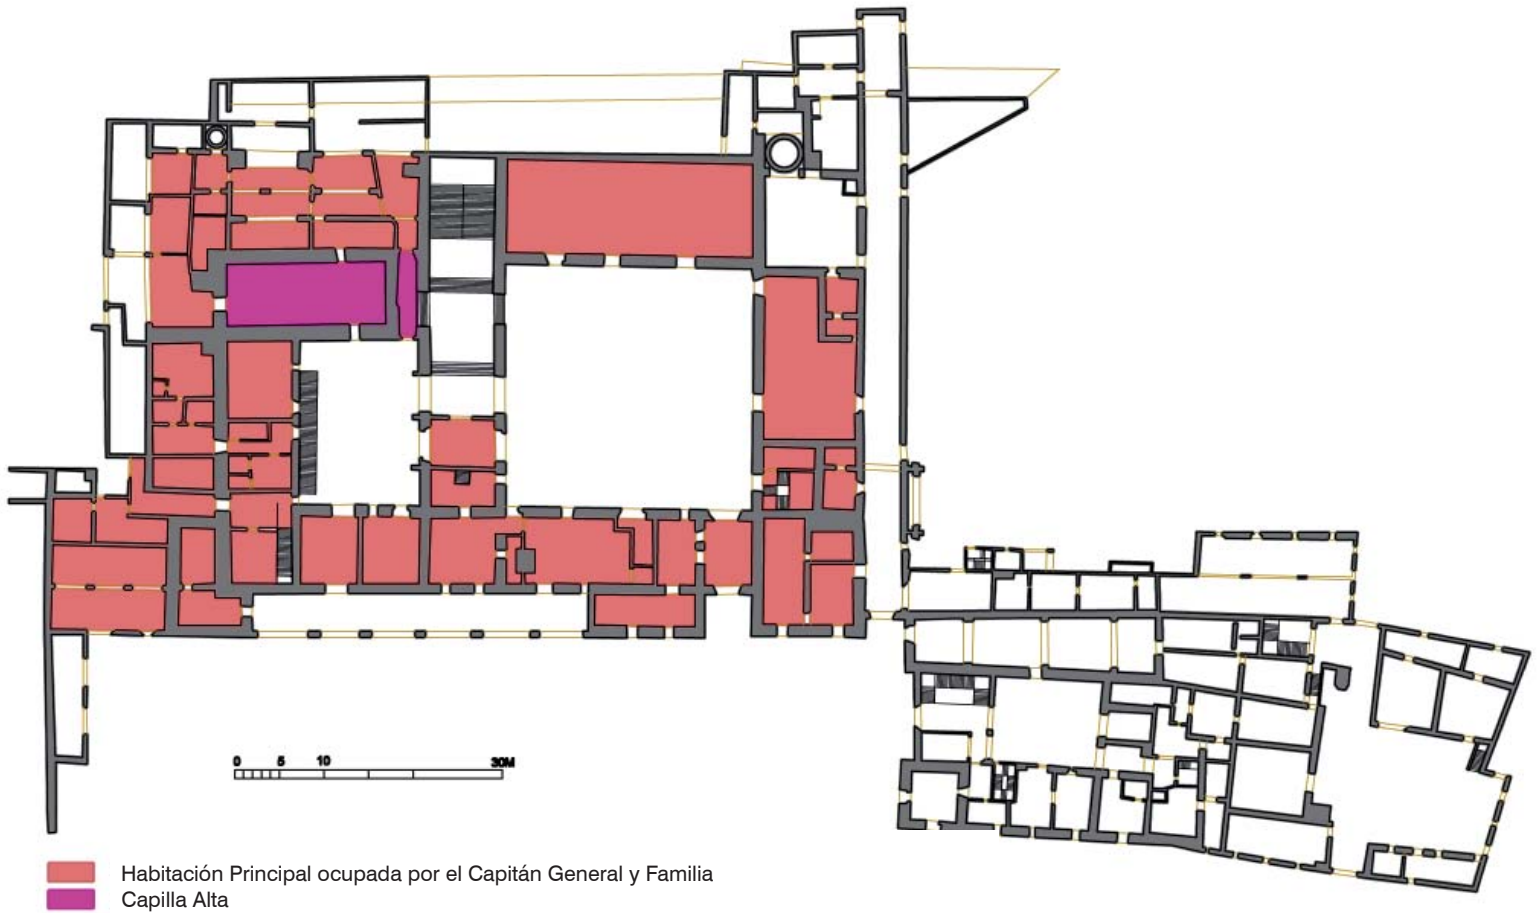 0 5 10 30M
Habitación Principal ocupada por el Capitán General y Familia
Capilla Alta